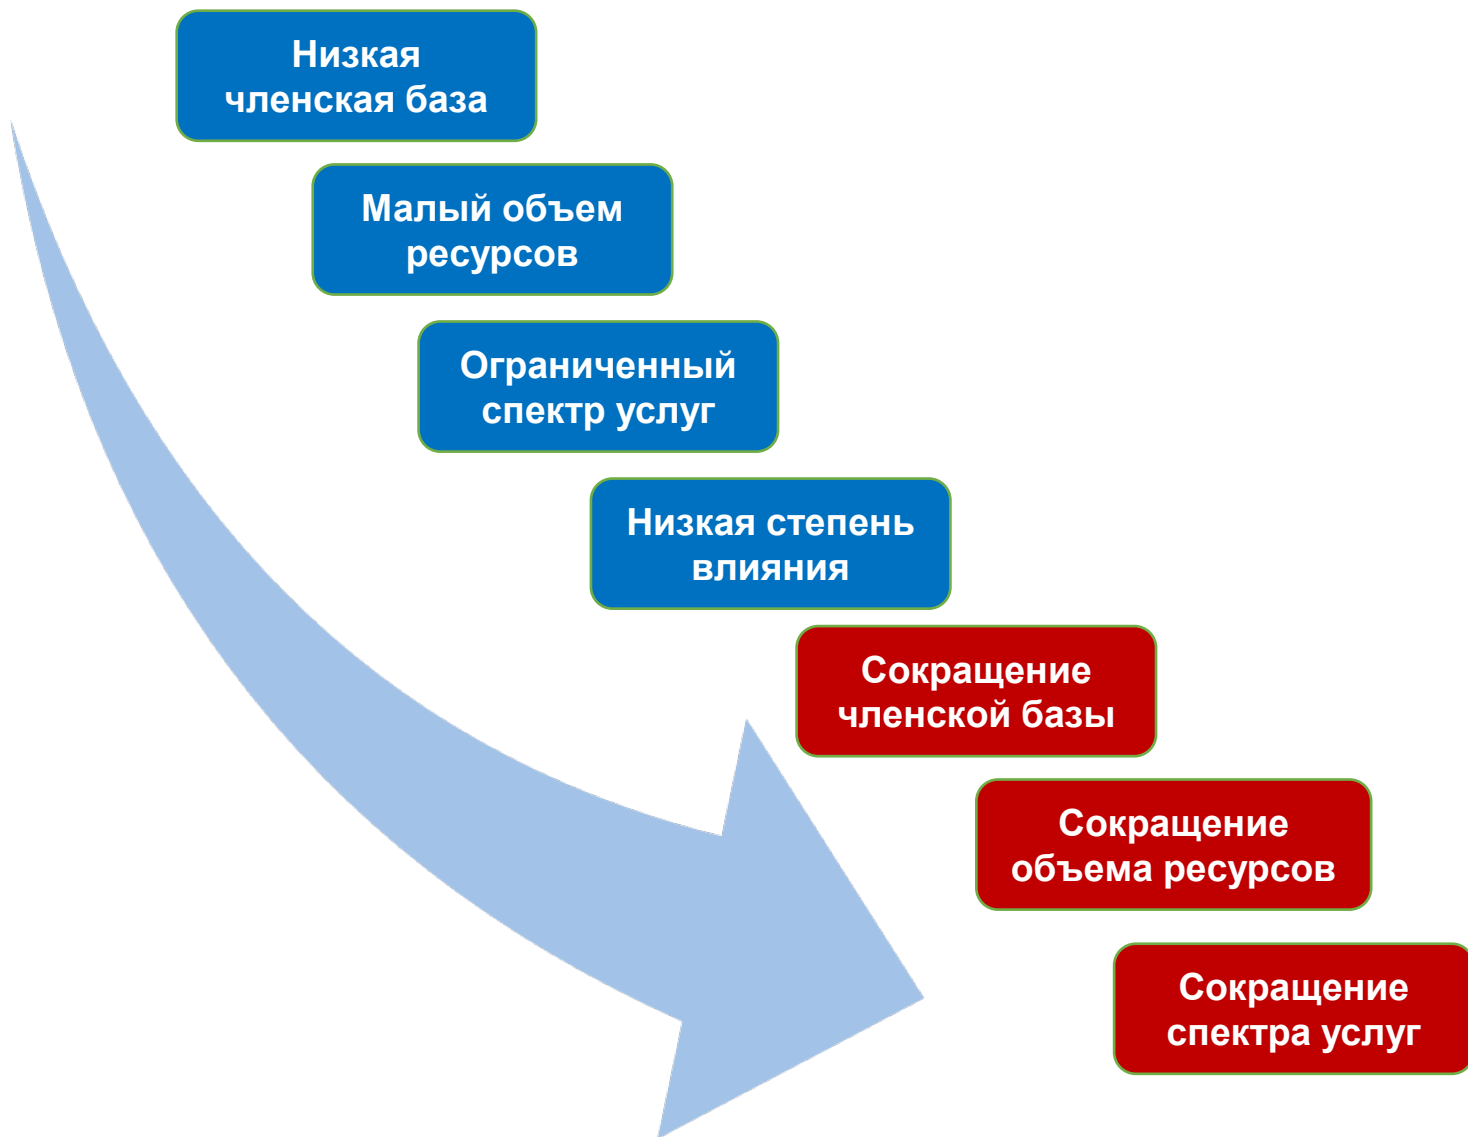 Низкая
членская база
Малый объем
ресурсов
Ограниченный
спектр услуг
Низкая степень
влияния
Сокращение
членской базы
Сокращение
объема ресурсов
Сокращение
спектра услуг